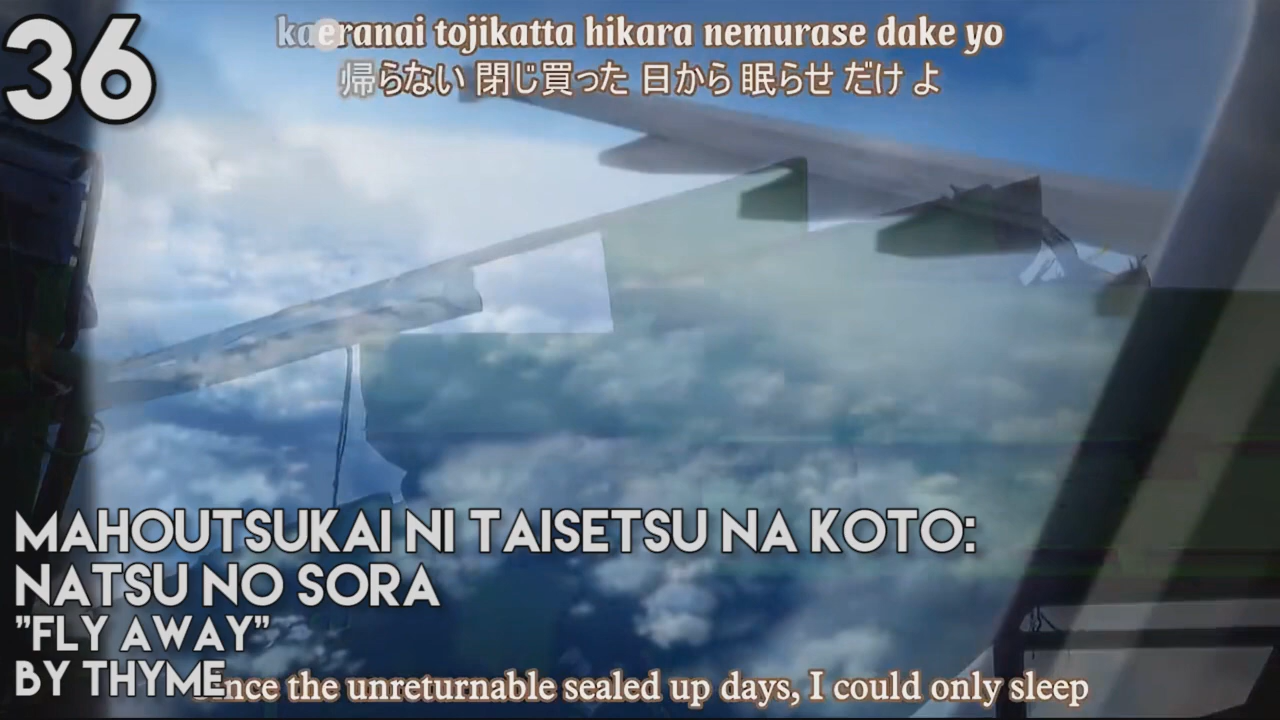 36
kaeranai tojikatta hikara nemurase dake yo
帰らない 閉じ買った 日から 眠らせ だけ よ
MAHOUTSUKAI NI TAISETSU NA KOTO:
NATSU NO SORA
"FLY AWAY"
BY THYME
the unreturnable sealed up days, I could only sleep